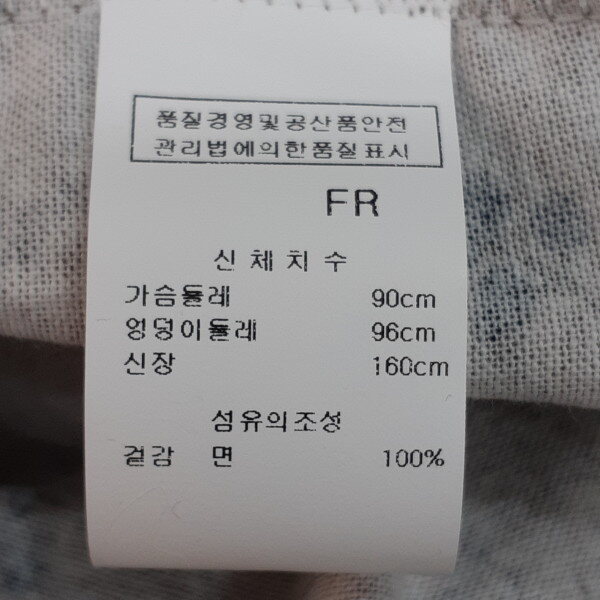 품질경영및공산품안전
관리법에의한품질표시
FR
신체치수
가슴둘레 90cm
엉덩이둘레 96cm
신장 160cm
섬유의조성
겉감 면 100%